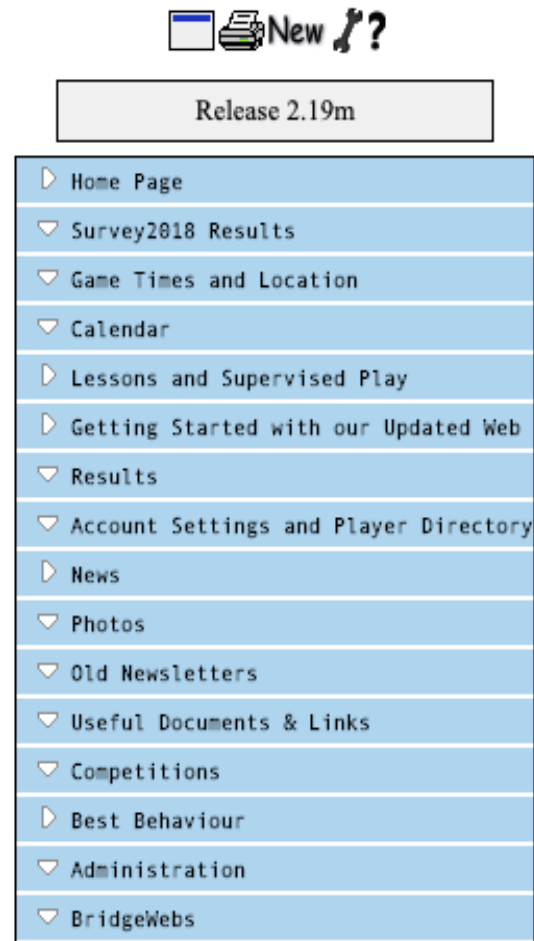 New ?
Release 2.19m
Home Page
Survey2018 Results
Game Times and Location
Calendar
Lessons and Supervised Play
Getting Started with our Updated Web
Results
Account Settings and Player Directory
News
Photos
Old Newsletters
Useful Documents & Links
Competitions
Best Behaviour
Administration
BridgeWebs